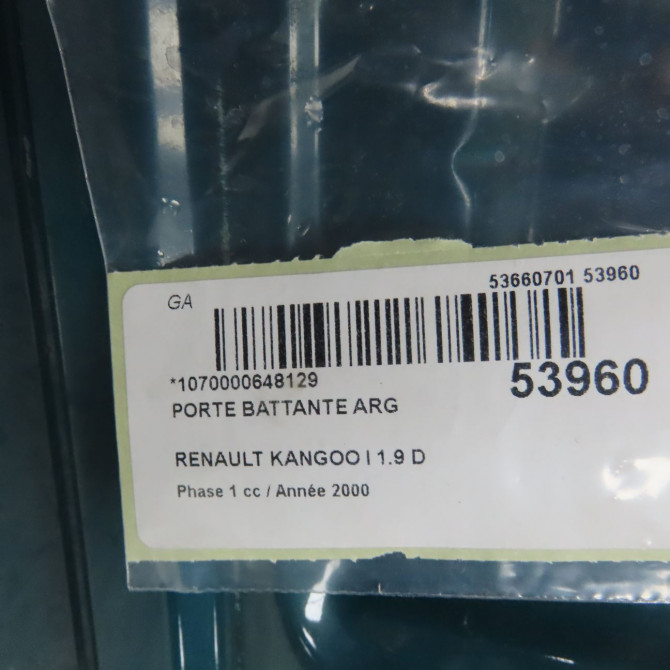 53660701 53960
GA
*1070000648129
53960
PORTE BATTANTE ARG
RENAULT KANGOO I 1.9 D
Phase 1 cc / Année 2000